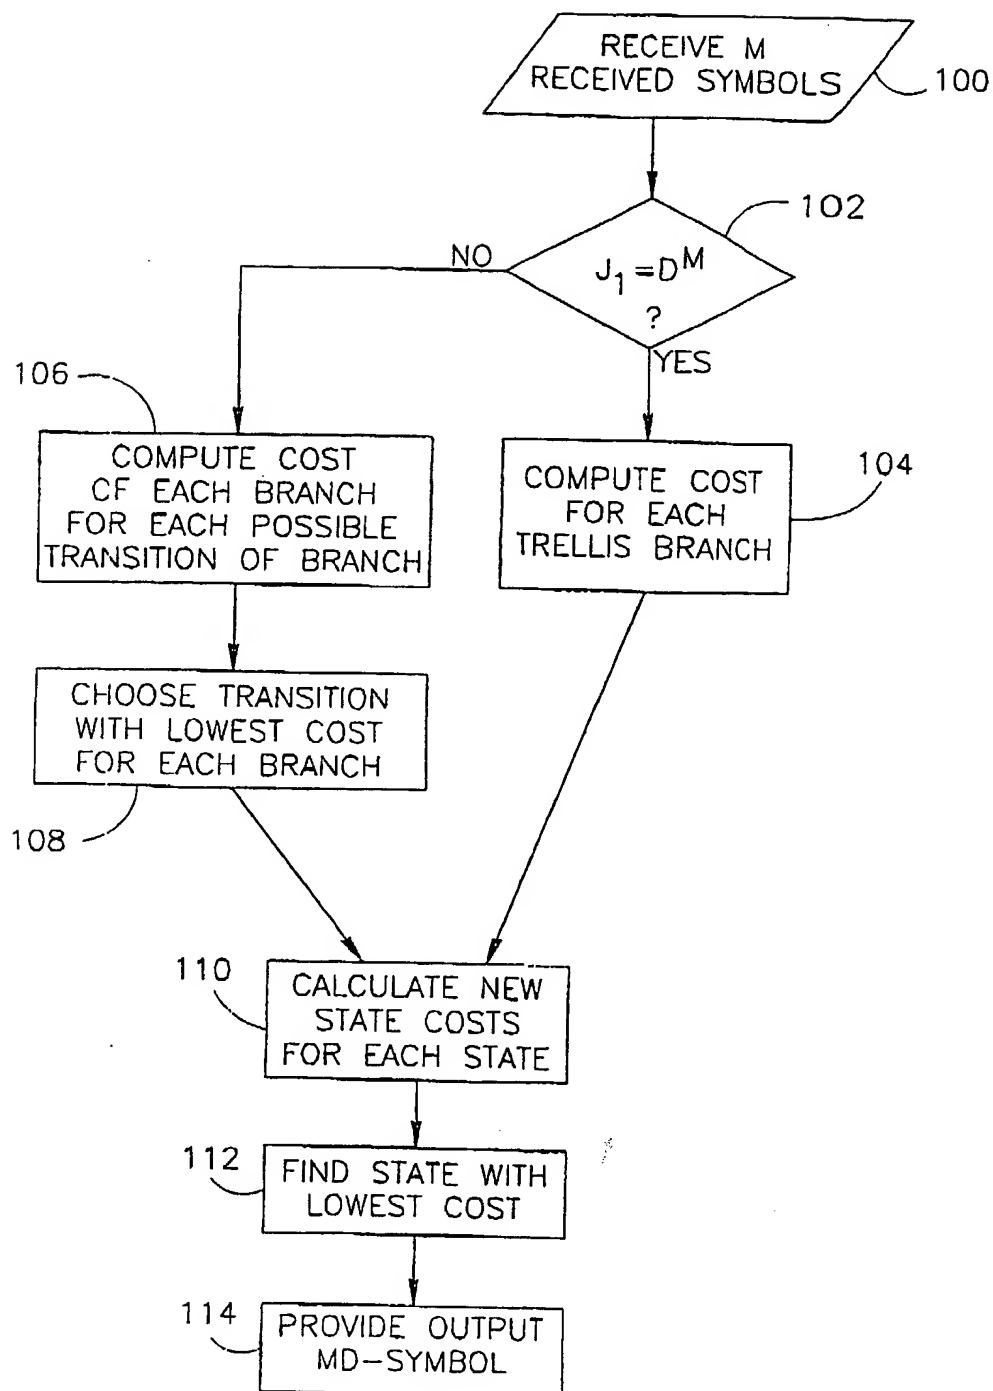 RECEIVE M
RECEIVED SYMBOLS
100
102
J₁ = D^M
?
NO
YES
106
COMPUTE COST
CF EACH BRANCH
FOR EACH POSSIBLE
TRANSITION OF BRANCH
104
COMPUTE COST
FOR EACH
TRELLIS BRANCH
CHOOSE TRANSITION
WITH LOWEST COST
FOR EACH BRANCH
108
110
CALCULATE NEW
STATE COSTS
FOR EACH STATE
112
FIND STATE WITH
LOWEST COST
114
PROVIDE OUTPUT
MD-SYMBOL